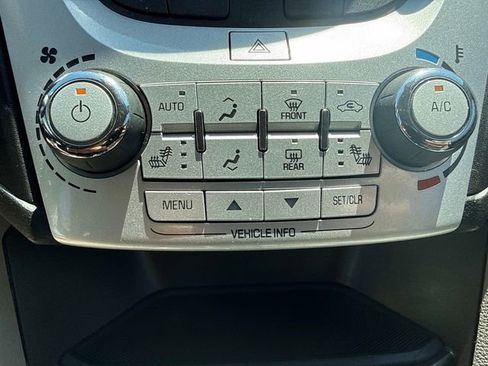 AUTO
FRONT
A/C
REAR
MENU
SET/CLR
VEHICLE INFO